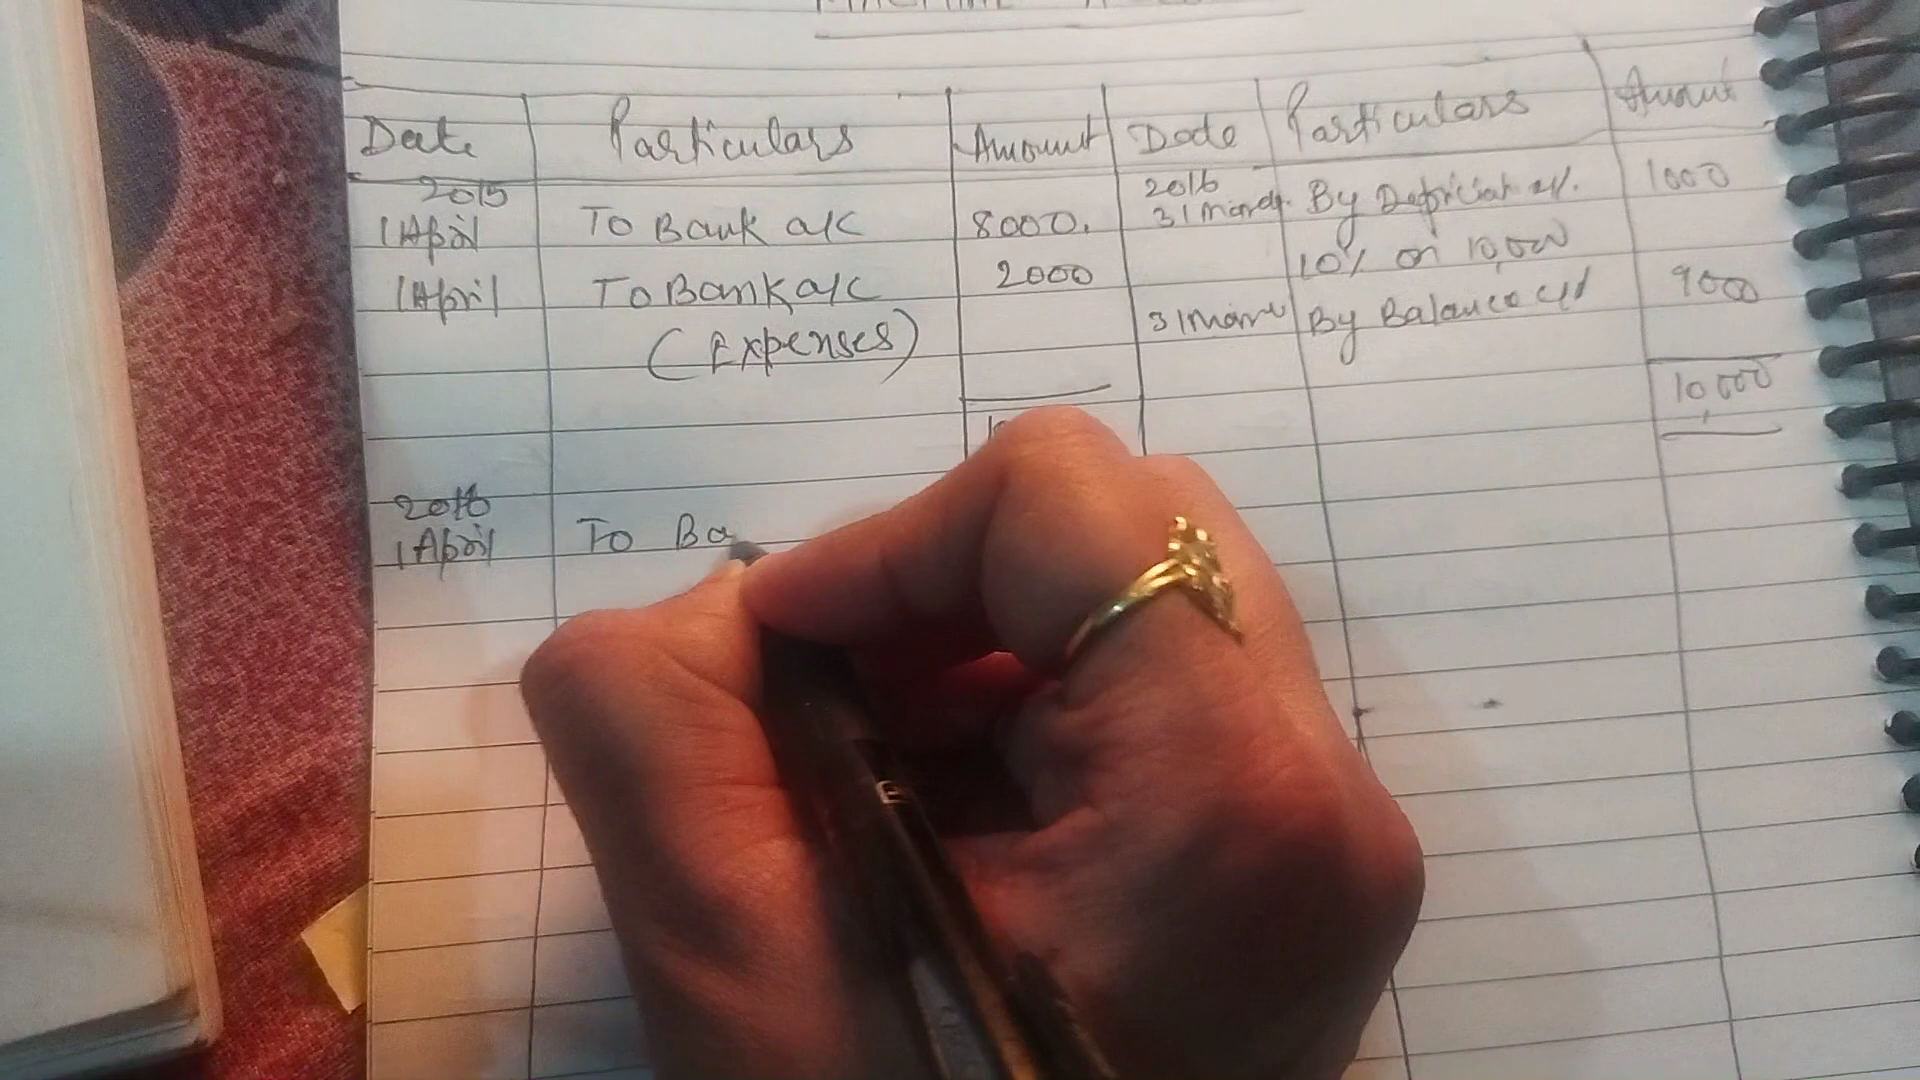 Date Particulars Amount Date Particulars Amount
2015 2016
1 April To Bank a/c 8000. 31 March By a/c. 1000
10% on 10,000
1 April To Bank a/c 2000
(Expenses) 31 By Balance c/d 9000
10,000
2016
1 April To Ba